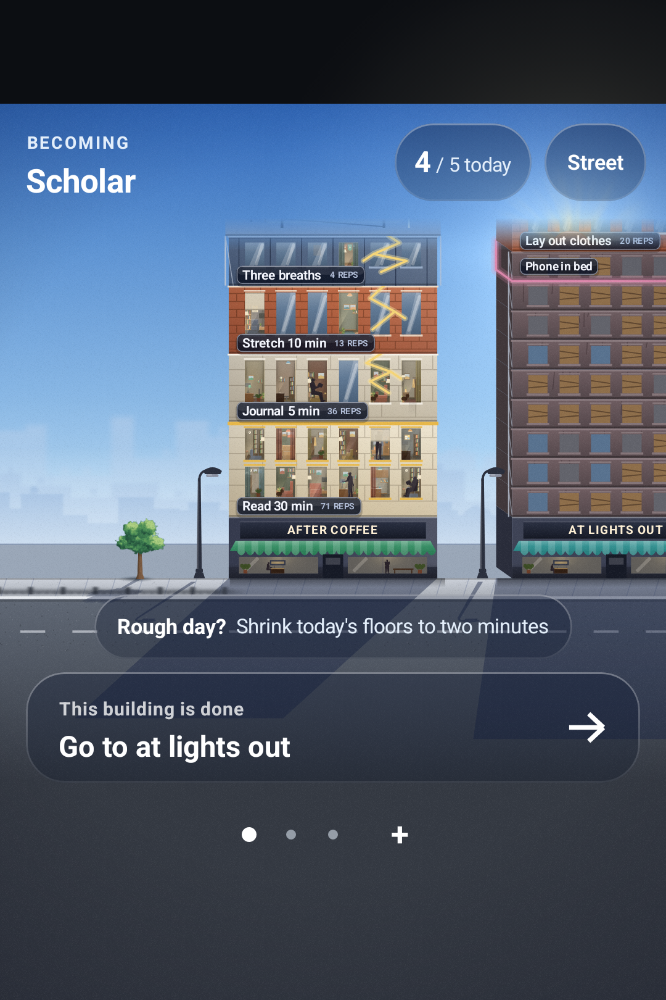 BECOMING
Scholar
4 / 5 today
Street
Lay out clothes 20 REPS
Phone in bed
Three breaths 4 REPS
Stretch 10 min 13 REPS
Journal 5 min 36 REPS
Read 30 min 71 REPS
AFTER COFFEE
AT LIGHTS OUT
Rough day? Shrink today's floors to two minutes
This building is done
Go to at lights out